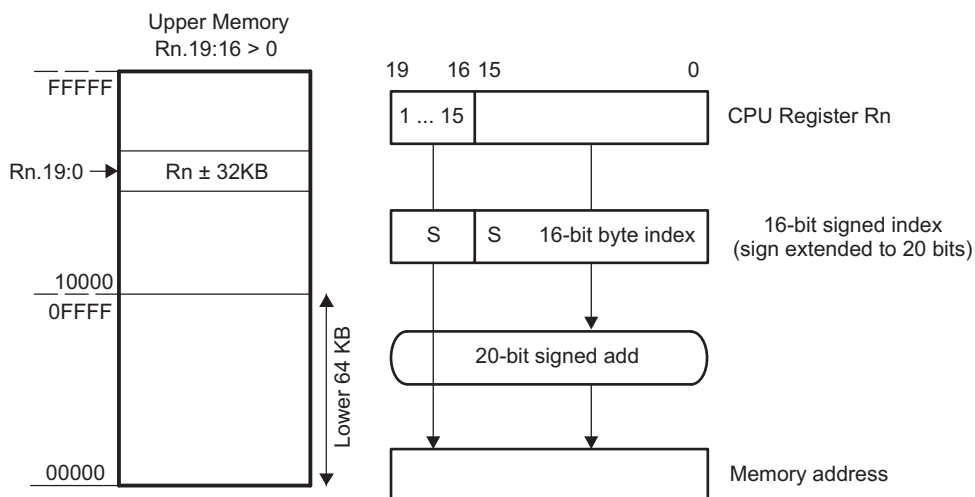 Upper Memory
Rn.19:16 > 0
FFFFF
Rn.19:0
Rn ± 32KB
10000
0FFFF
Lower 64 KB
00000
19 16 15 0
1 ... 15
CPU Register Rn
S S 16-bit byte index
16-bit signed index
(sign extended to 20 bits)
20-bit signed add
Memory address